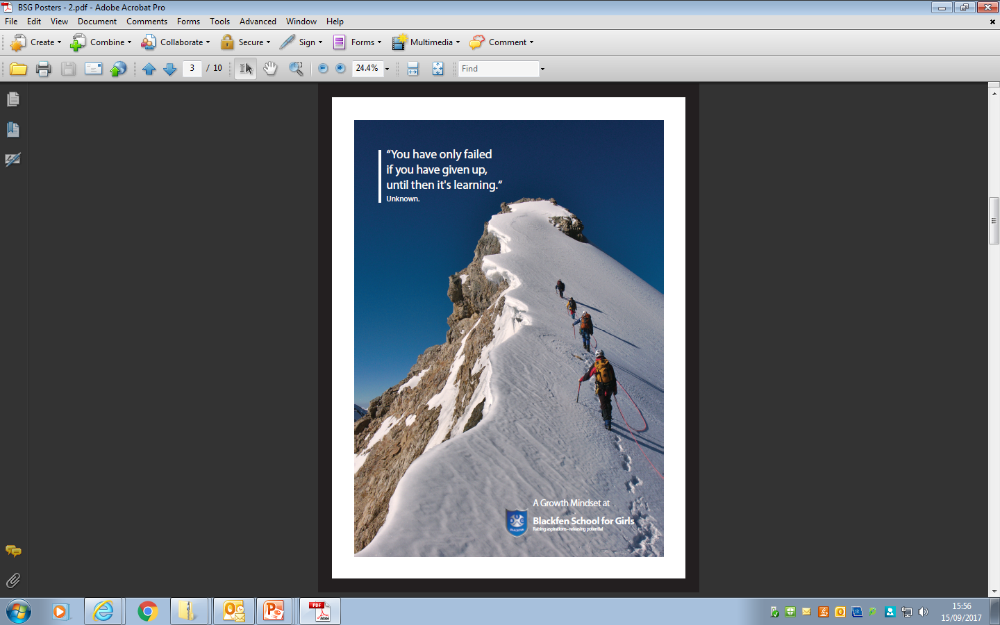 BSG Posters - 2.pdf - Adobe Acrobat Pro
File Edit View Document Comments Forms Tools Advanced Window Help
Create Combine Collaborate Secure Sign Forms Multimedia Comment
3 / 10 24.4% Find
“You have only failed
if you have given up,
until then it's learning.“
Unknown.
A Growth Mindset at
Blackfen School for Girls
Raising aspirations - releasing potential
BLACKFEN
PDF
Adobe
15:56
15/09/2017